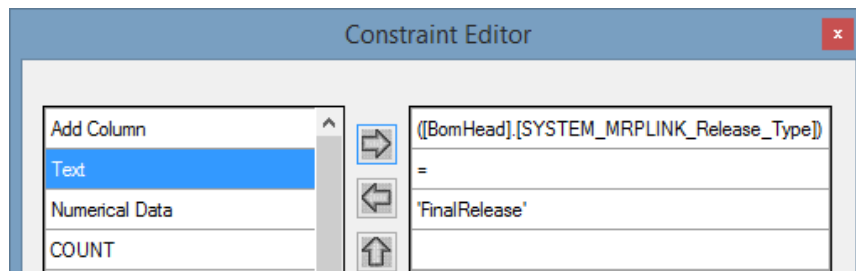 Constraint Editor
x
Add Column
Text
Numerical Data
COUNT
([BomHead].[SYSTEM_MRPLINK_Release_Type])
=
'FinalRelease'